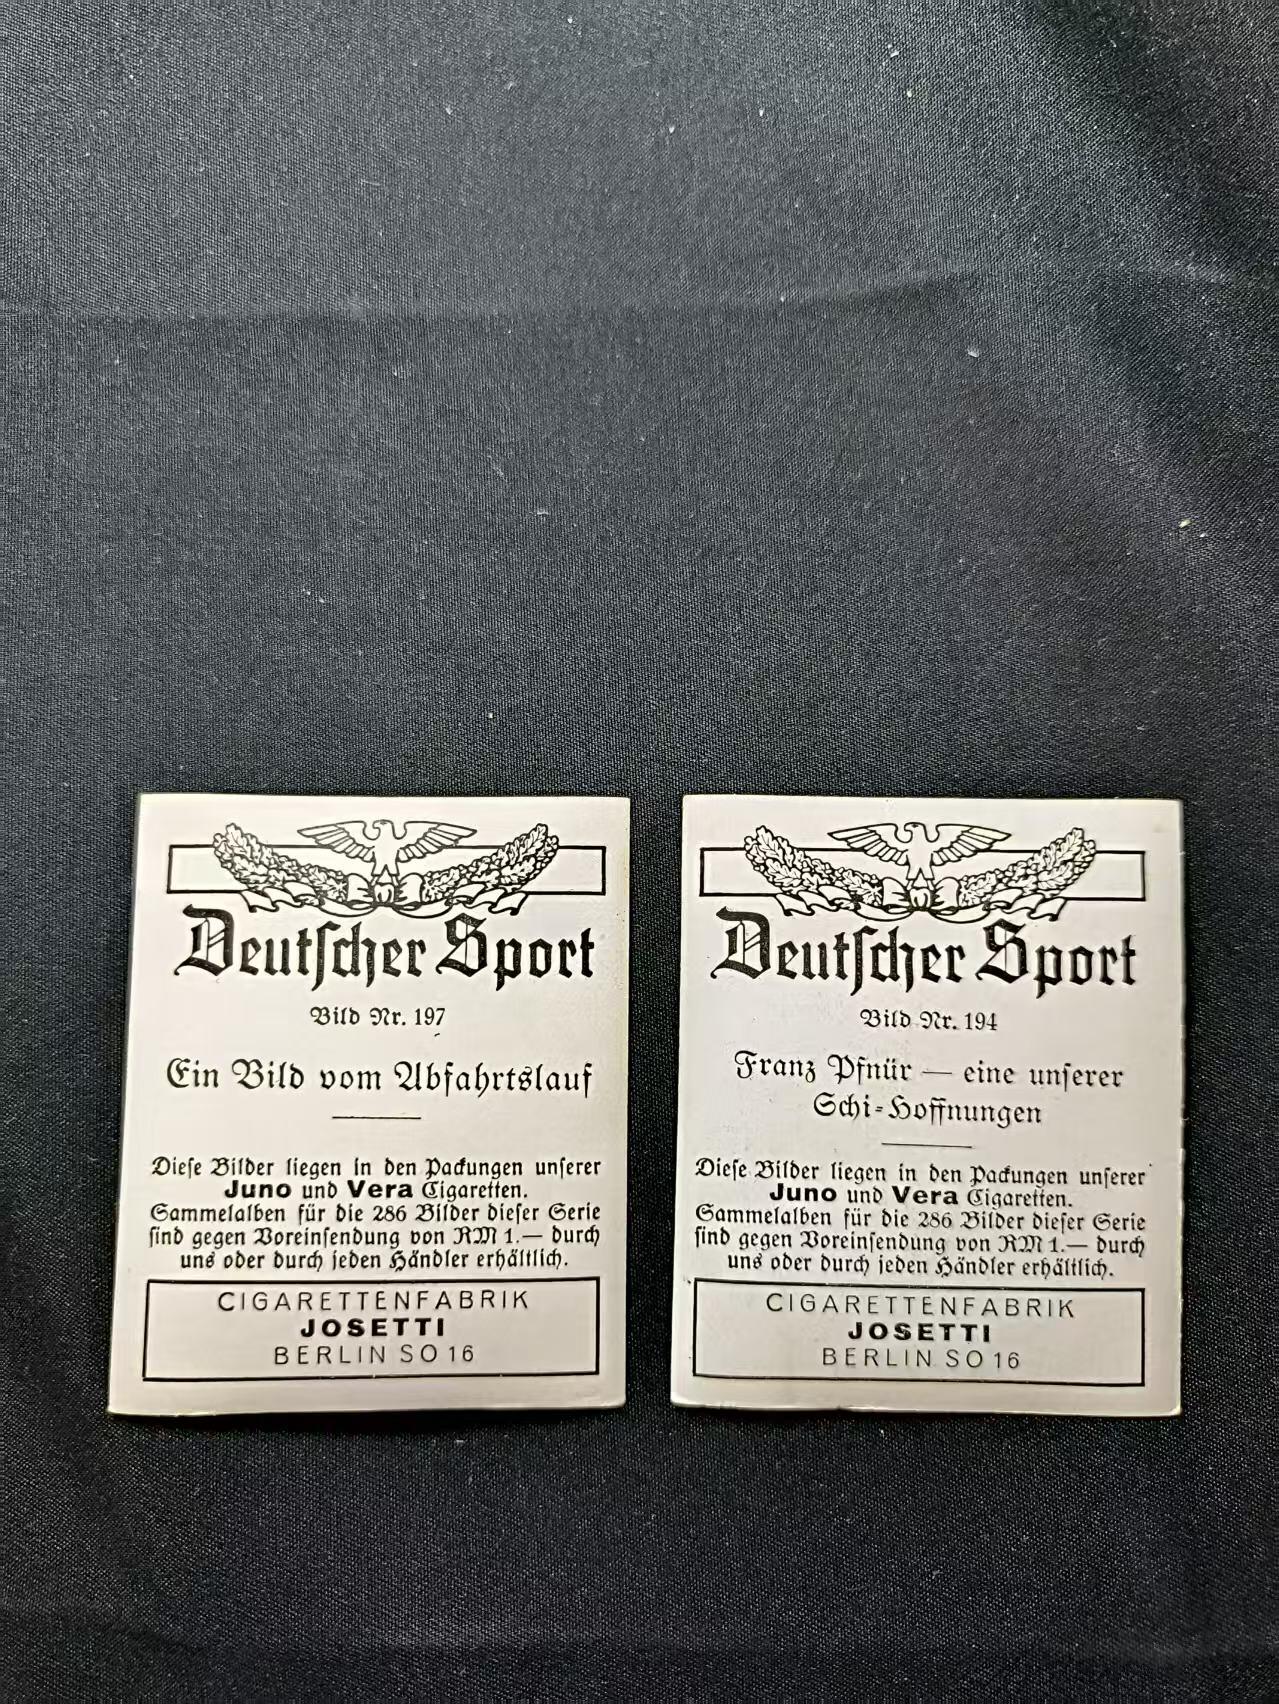 Deutscher Sport
Bild Nr. 197
Ein Bild vom Abfahrtslauf
Diese Bilder liegen in den Packungen unserer
Juno und Vera Cigaretten.
Sammelalben für die 286 Bilder dieser Serie
sind gegen Voreinsendung von RM 1.— durch
uns oder durch jeden Händler erhältlich.
CIGARETTENFABRIK
JOSETTI
BERLIN SO 16
Deutscher Sport
Bild Nr. 194
Franz Pfnür — eine unserer
Schi-Hoffnungen
Diese Bilder liegen in den Packungen unserer
Juno und Vera Cigaretten.
Sammelalben für die 286 Bilder dieser Serie
sind gegen Voreinsendung von RM 1.— durch
uns oder durch jeden Händler erhältlich.
CIGARETTENFABRIK
JOSETTI
BERLIN SO 16